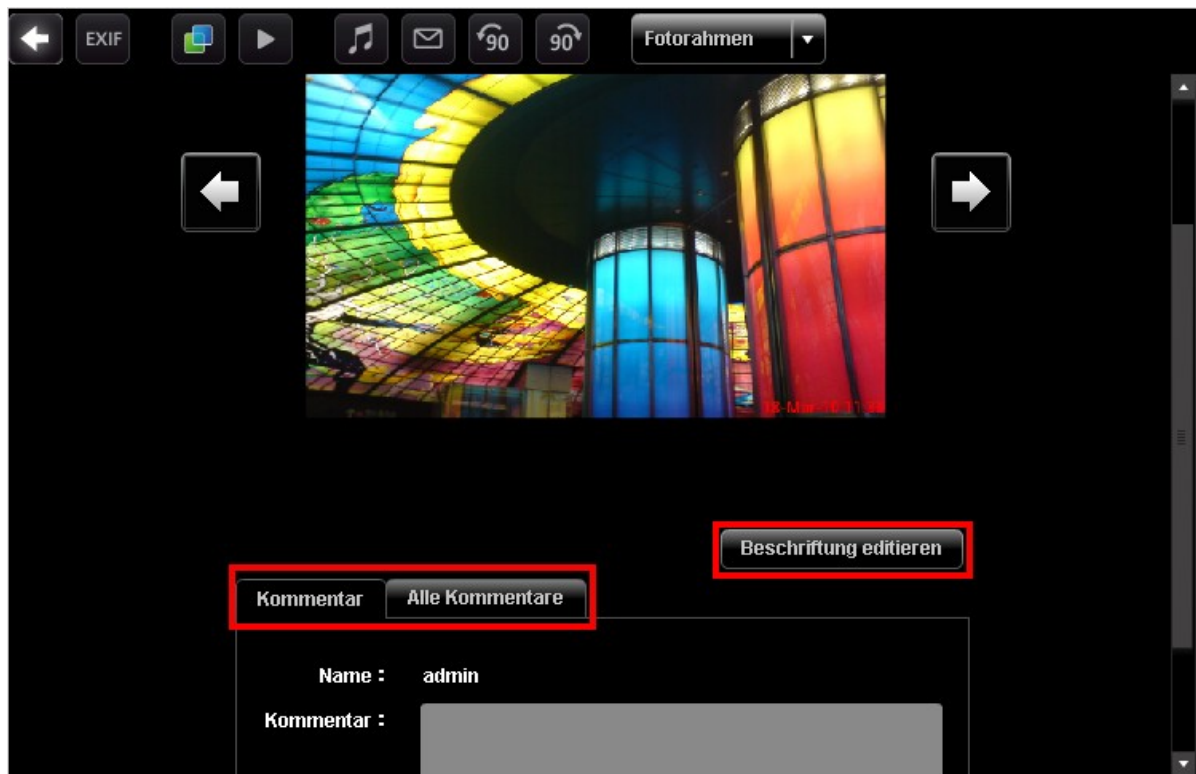 EXIF
90
90
Fotorahmen
Beschriftung editieren
Kommentar
Alle Kommentare
Name :
admin
Kommentar :